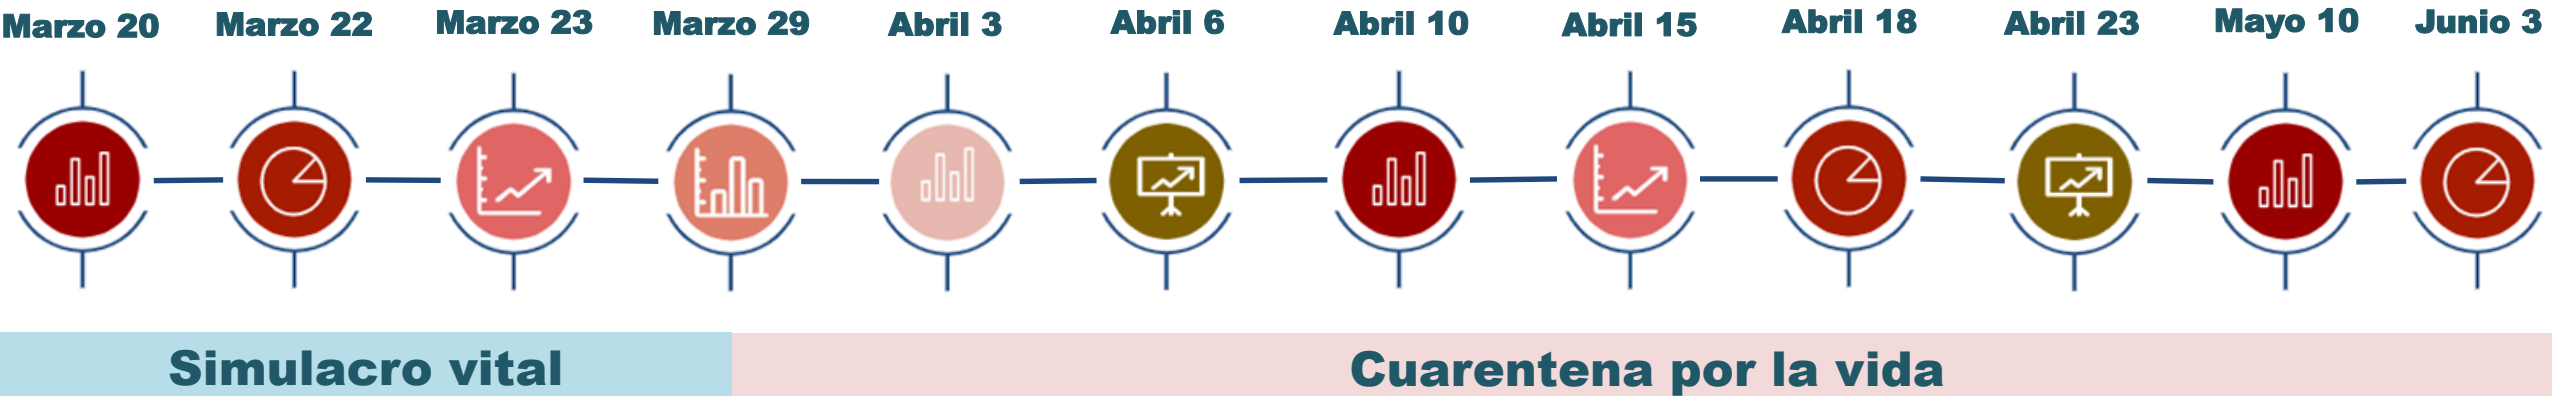 Marzo 20 Marzo 22 Marzo 23 Marzo 29 Abril 3 Abril 6 Abril 10 Abril 15 Abril 18 Abril 23 Mayo 10 Junio 3
Simulacro vital Cuarentena por la vida